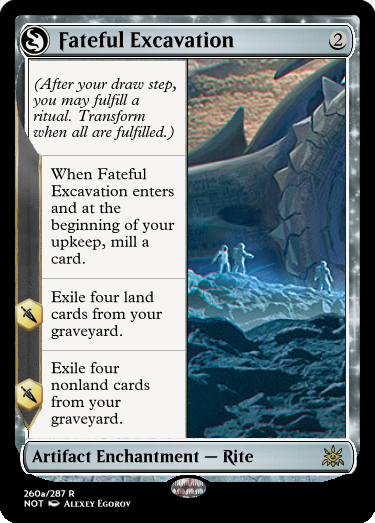 Fateful Excavation 2
(After your draw step,
you may fulfill a
ritual. Transform
when all are fulfilled.)
When Fateful
Excavation enters
and at the
beginning of your
upkeep, mill a
card.
Exile four land
cards from your
graveyard.
Exile four
nonland cards
from your
graveyard.
Artifact Enchantment — Rite
260a/287 R
NOT Alexey Egorov